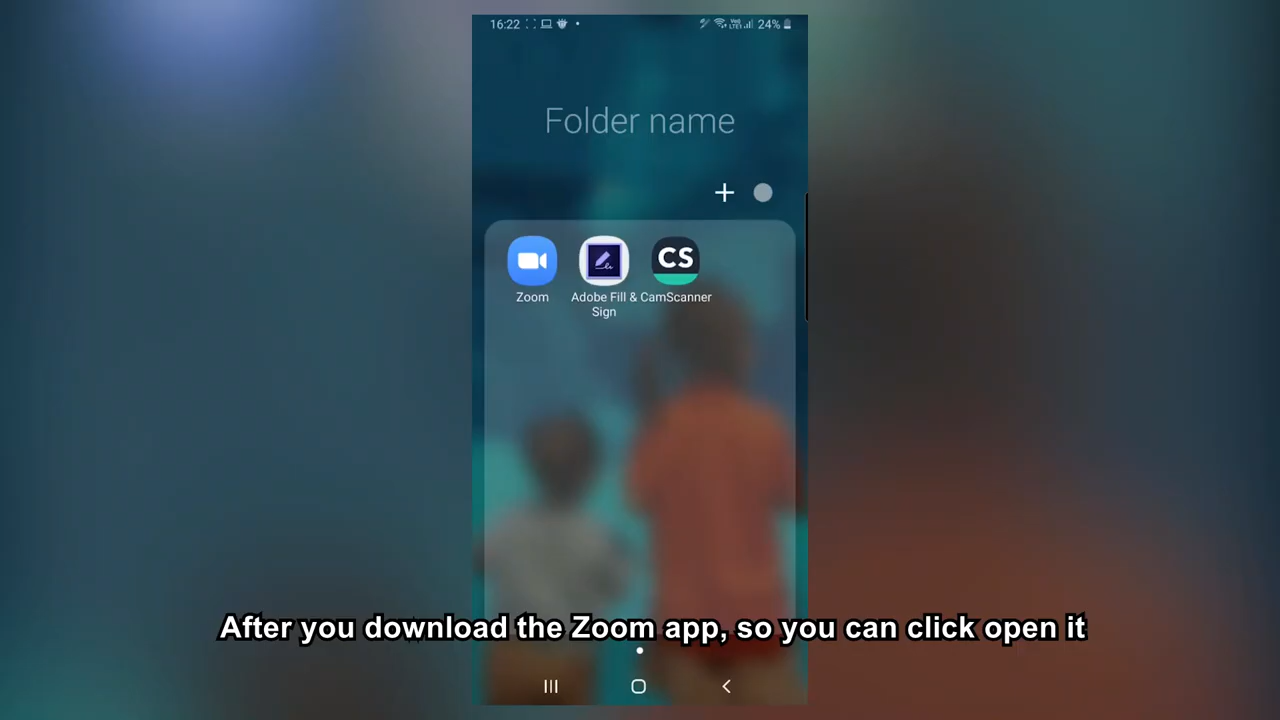 16:22
24%
Folder name
CS
Zoom
Adobe Fill &
Sign
CamScanner
After you download the Zoom app, so you can click open it